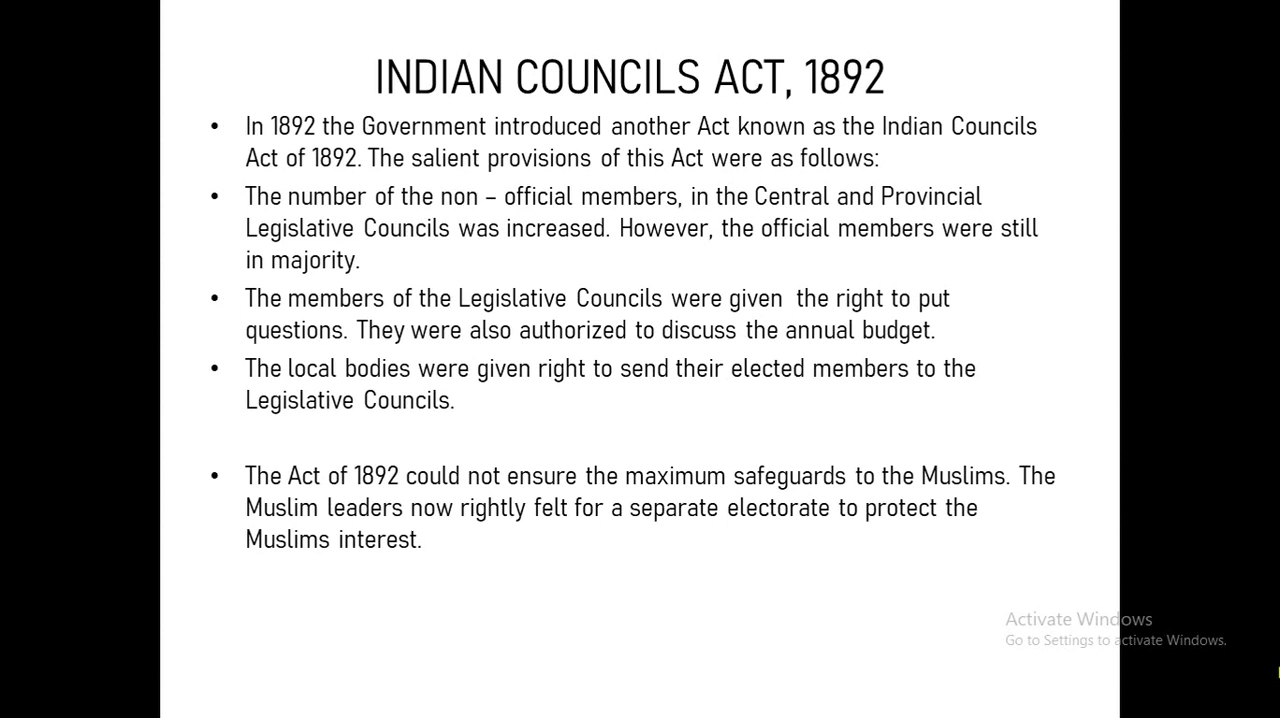 INDIAN COUNCILS ACT, 1892
• In 1892 the Government introduced another Act known as the Indian Councils
Act of 1892. The salient provisions of this Act were as follows:
• The number of the non – official members, in the Central and Provincial
Legislative Councils was increased. However, the official members were still
in majority.
• The members of the Legislative Councils were given  the right to put
questions. They were also authorized to discuss the annual budget.
• The local bodies were given right to send their elected members to the
Legislative Councils.
• The Act of 1892 could not ensure the maximum safeguards to the Muslims. The
Muslim leaders now rightly felt for a separate electorate to protect the
Muslims interest.
Activate Windows
Go to Settings to activate Windows.